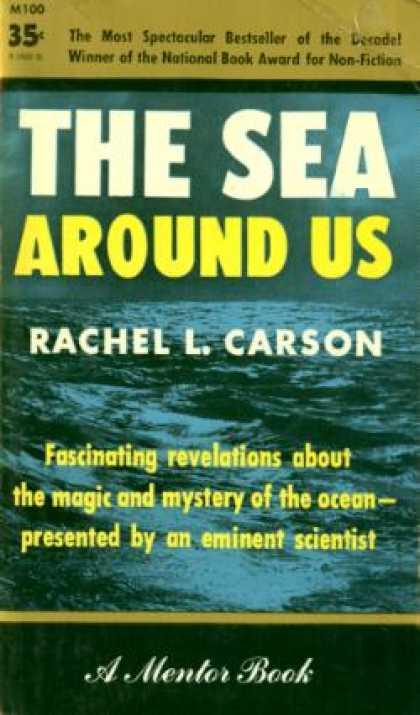 M100
35¢
The Most Spectacular Bestseller of the Decade!
Winner of the National Book Award for Non-Fiction
THE SEA
AROUND US
RACHEL L. CARSON
Fascinating revelations about
the magic and mystery of the ocean—
presented by an eminent scientist
A Mentor Book